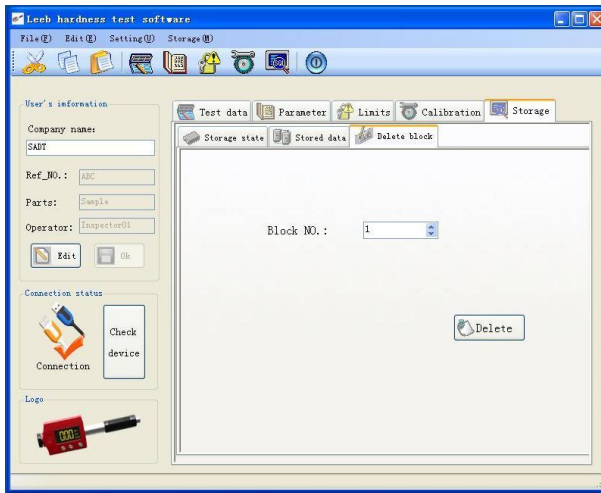 Leeb hardness test software
File(F) Edit(E) Setting(U) Storage(M)
User's information
Company name:
SADT
Ref_NO.: ABC
Parts: Sample
Operator: Inspector01
Edit Ok
Connection status
Connection
Check device
Logo
Test data Parameter Limits Calibration Storage
Storage state Stored data Delete block
Block NO.: 1
Delete